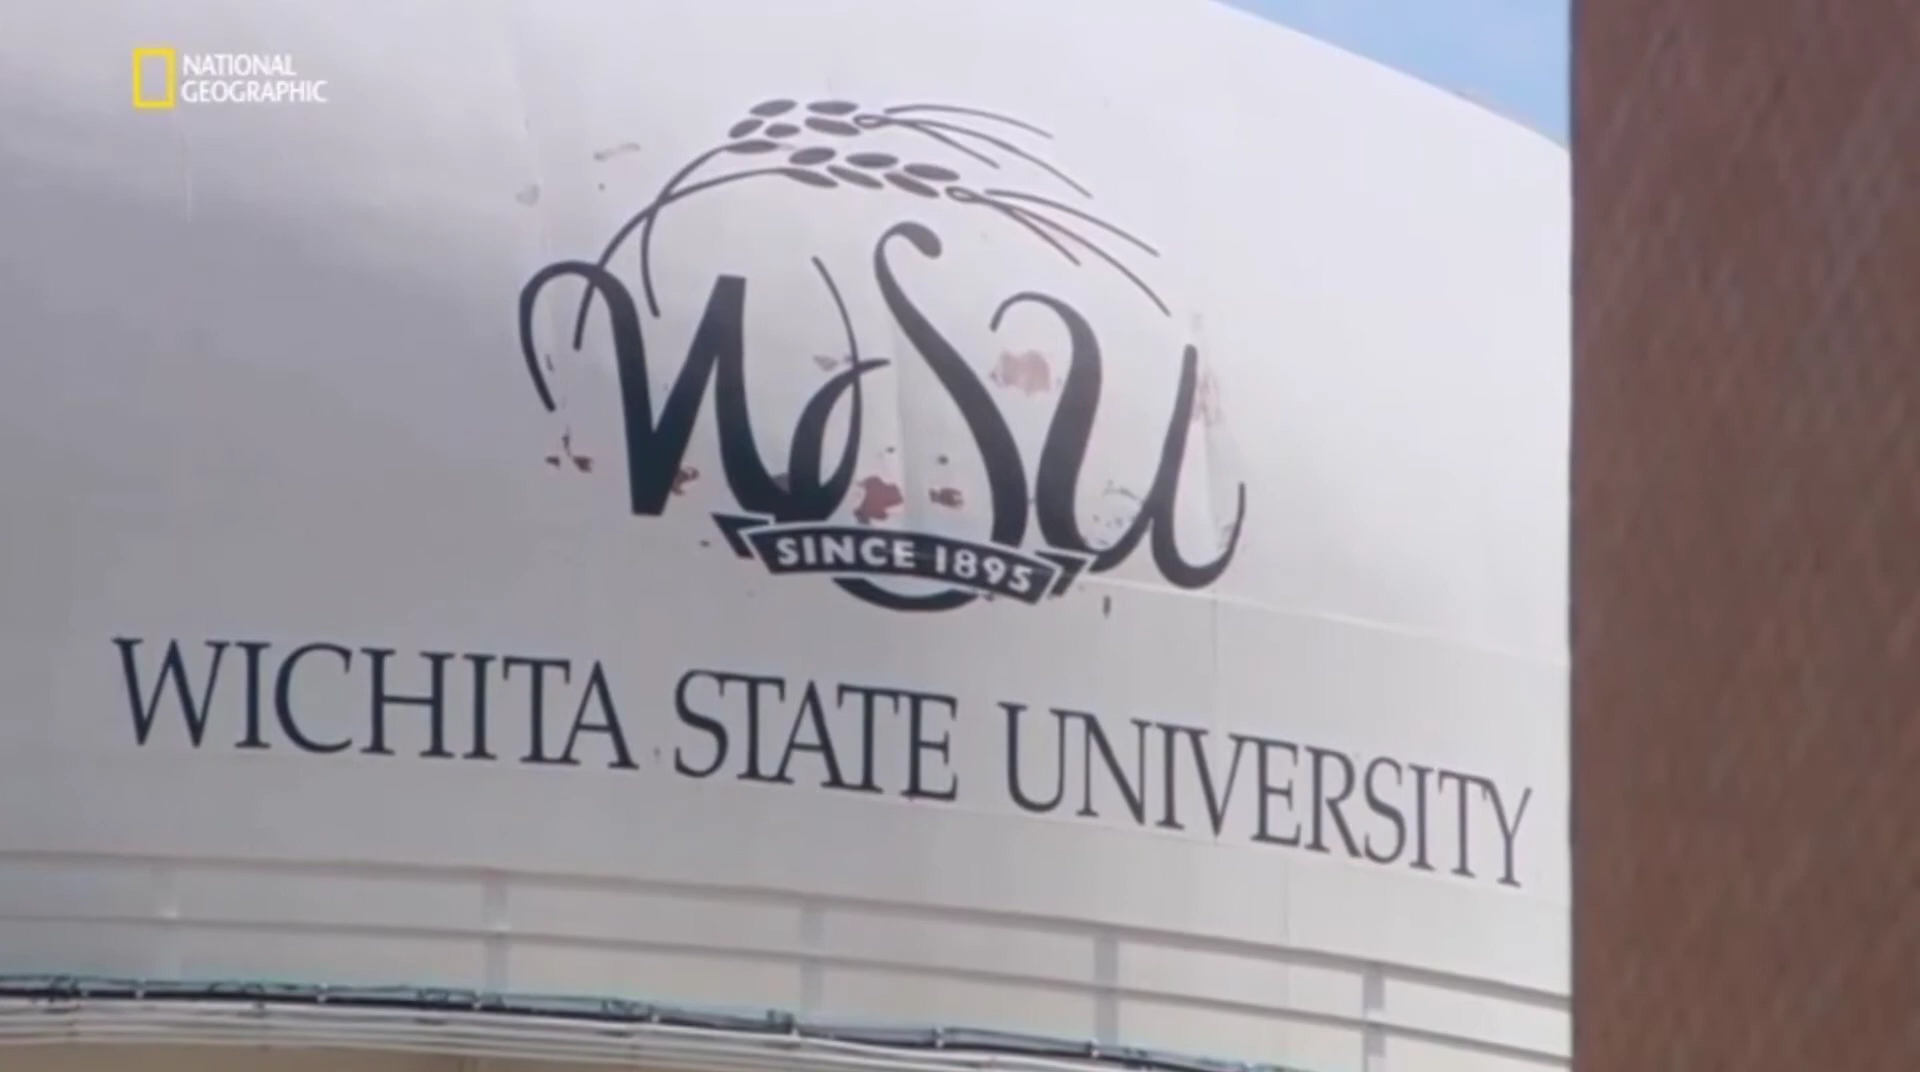 NATIONAL
GEOGRAPHIC
WSU
SINCE 1895
WICHITA STATE UNIVERSITY